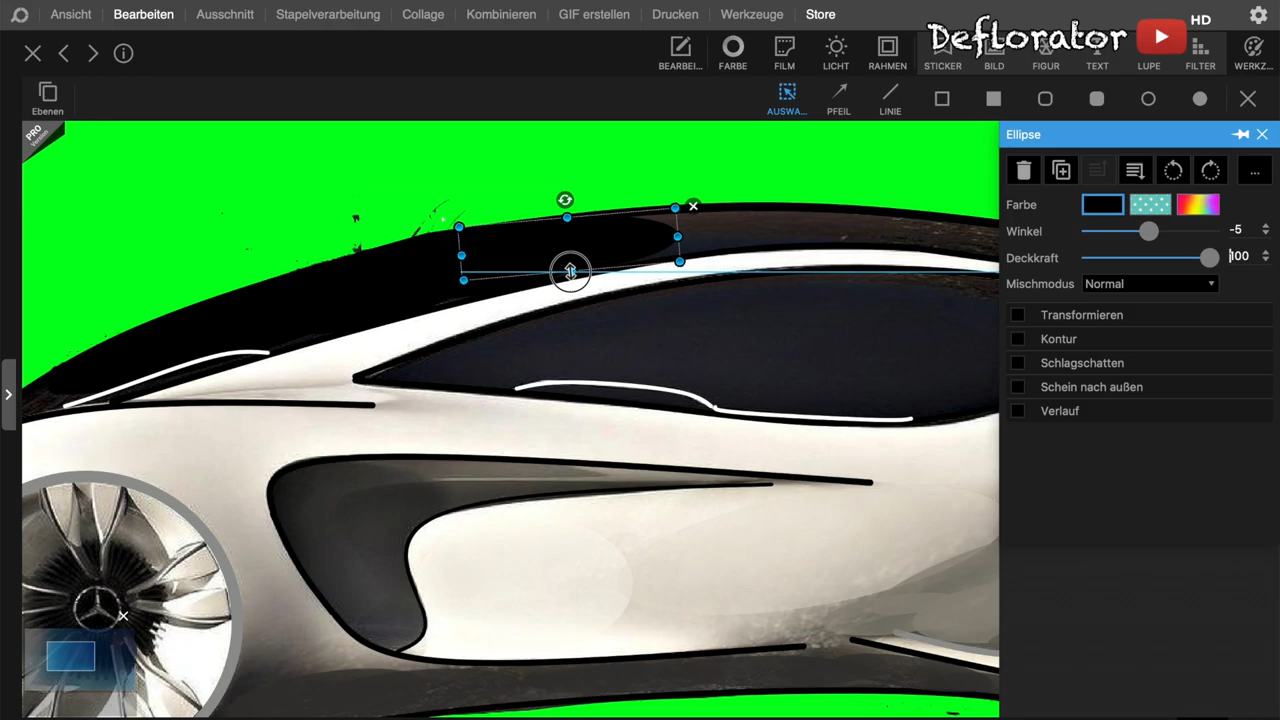 Ansicht Bearbeiten Ausschnitt Stapelverarbeitung Collage Kombinieren GIF erstellen Drucken Werkzeuge Store
Deflorator HD
BEARBEI... FARBE FILM LICHT RAHMEN STICKER BILD FIGUR TEXT LUPE FILTER WERKZ...
Ebenen AUSWA... PFEIL LINIE
PRO
Version
Ellipse
...
Farbe
Winkel -5
Deckkraft 100
Mischmodus Normal
Transformieren
Kontur
Schlagschatten
Schein nach außen
Verlauf